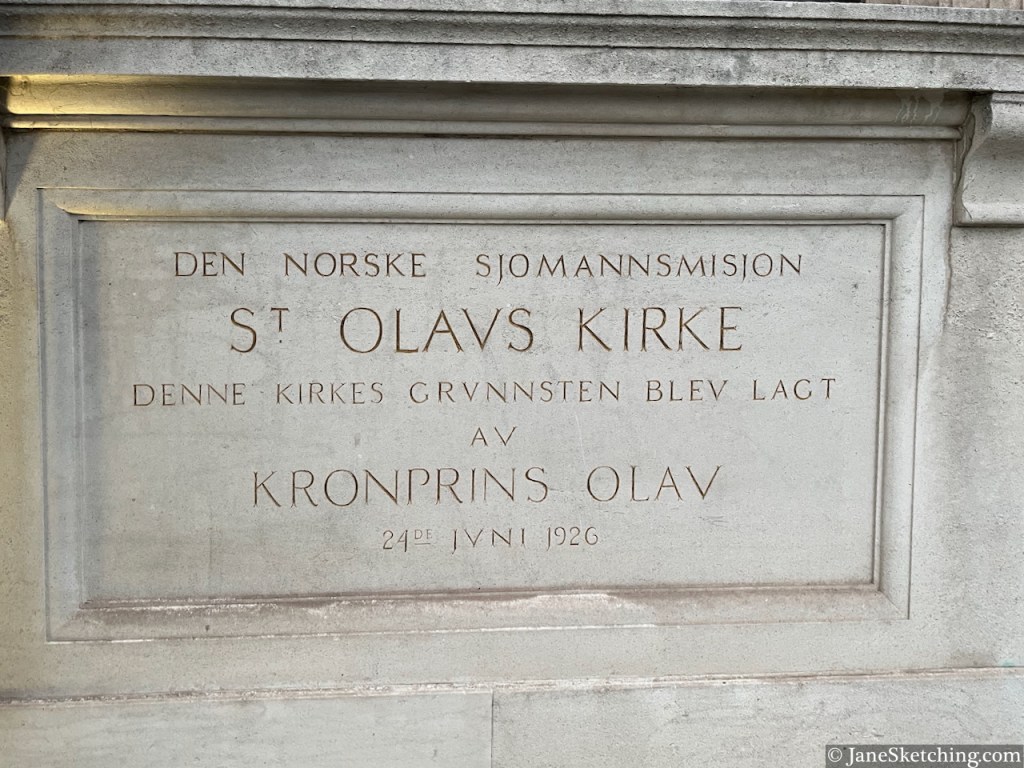 DEN NORSKE SJOMANNSMISJON
ST OLAVS KIRKE
DENNE KIRKES GRVNNSTEN BLEV LAGT
AV
KRONPRINS OLAV
24DE JVNI 1926
© JaneSketching.com